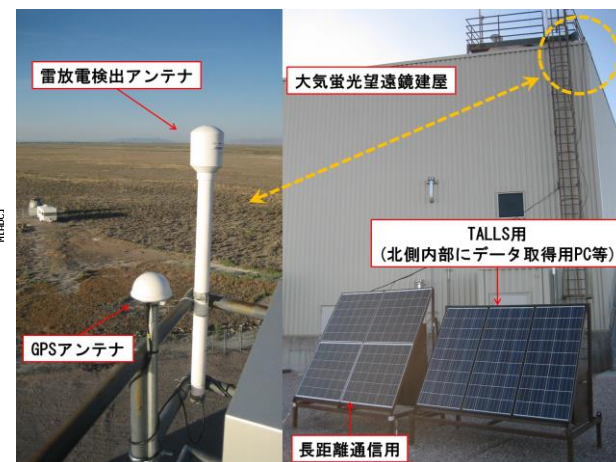 雷放電検出アンテナ
大気蛍光望遠鏡建屋
TALLS用
(北側内部にデータ取得用PC等)
GPSアンテナ
長距離通信用